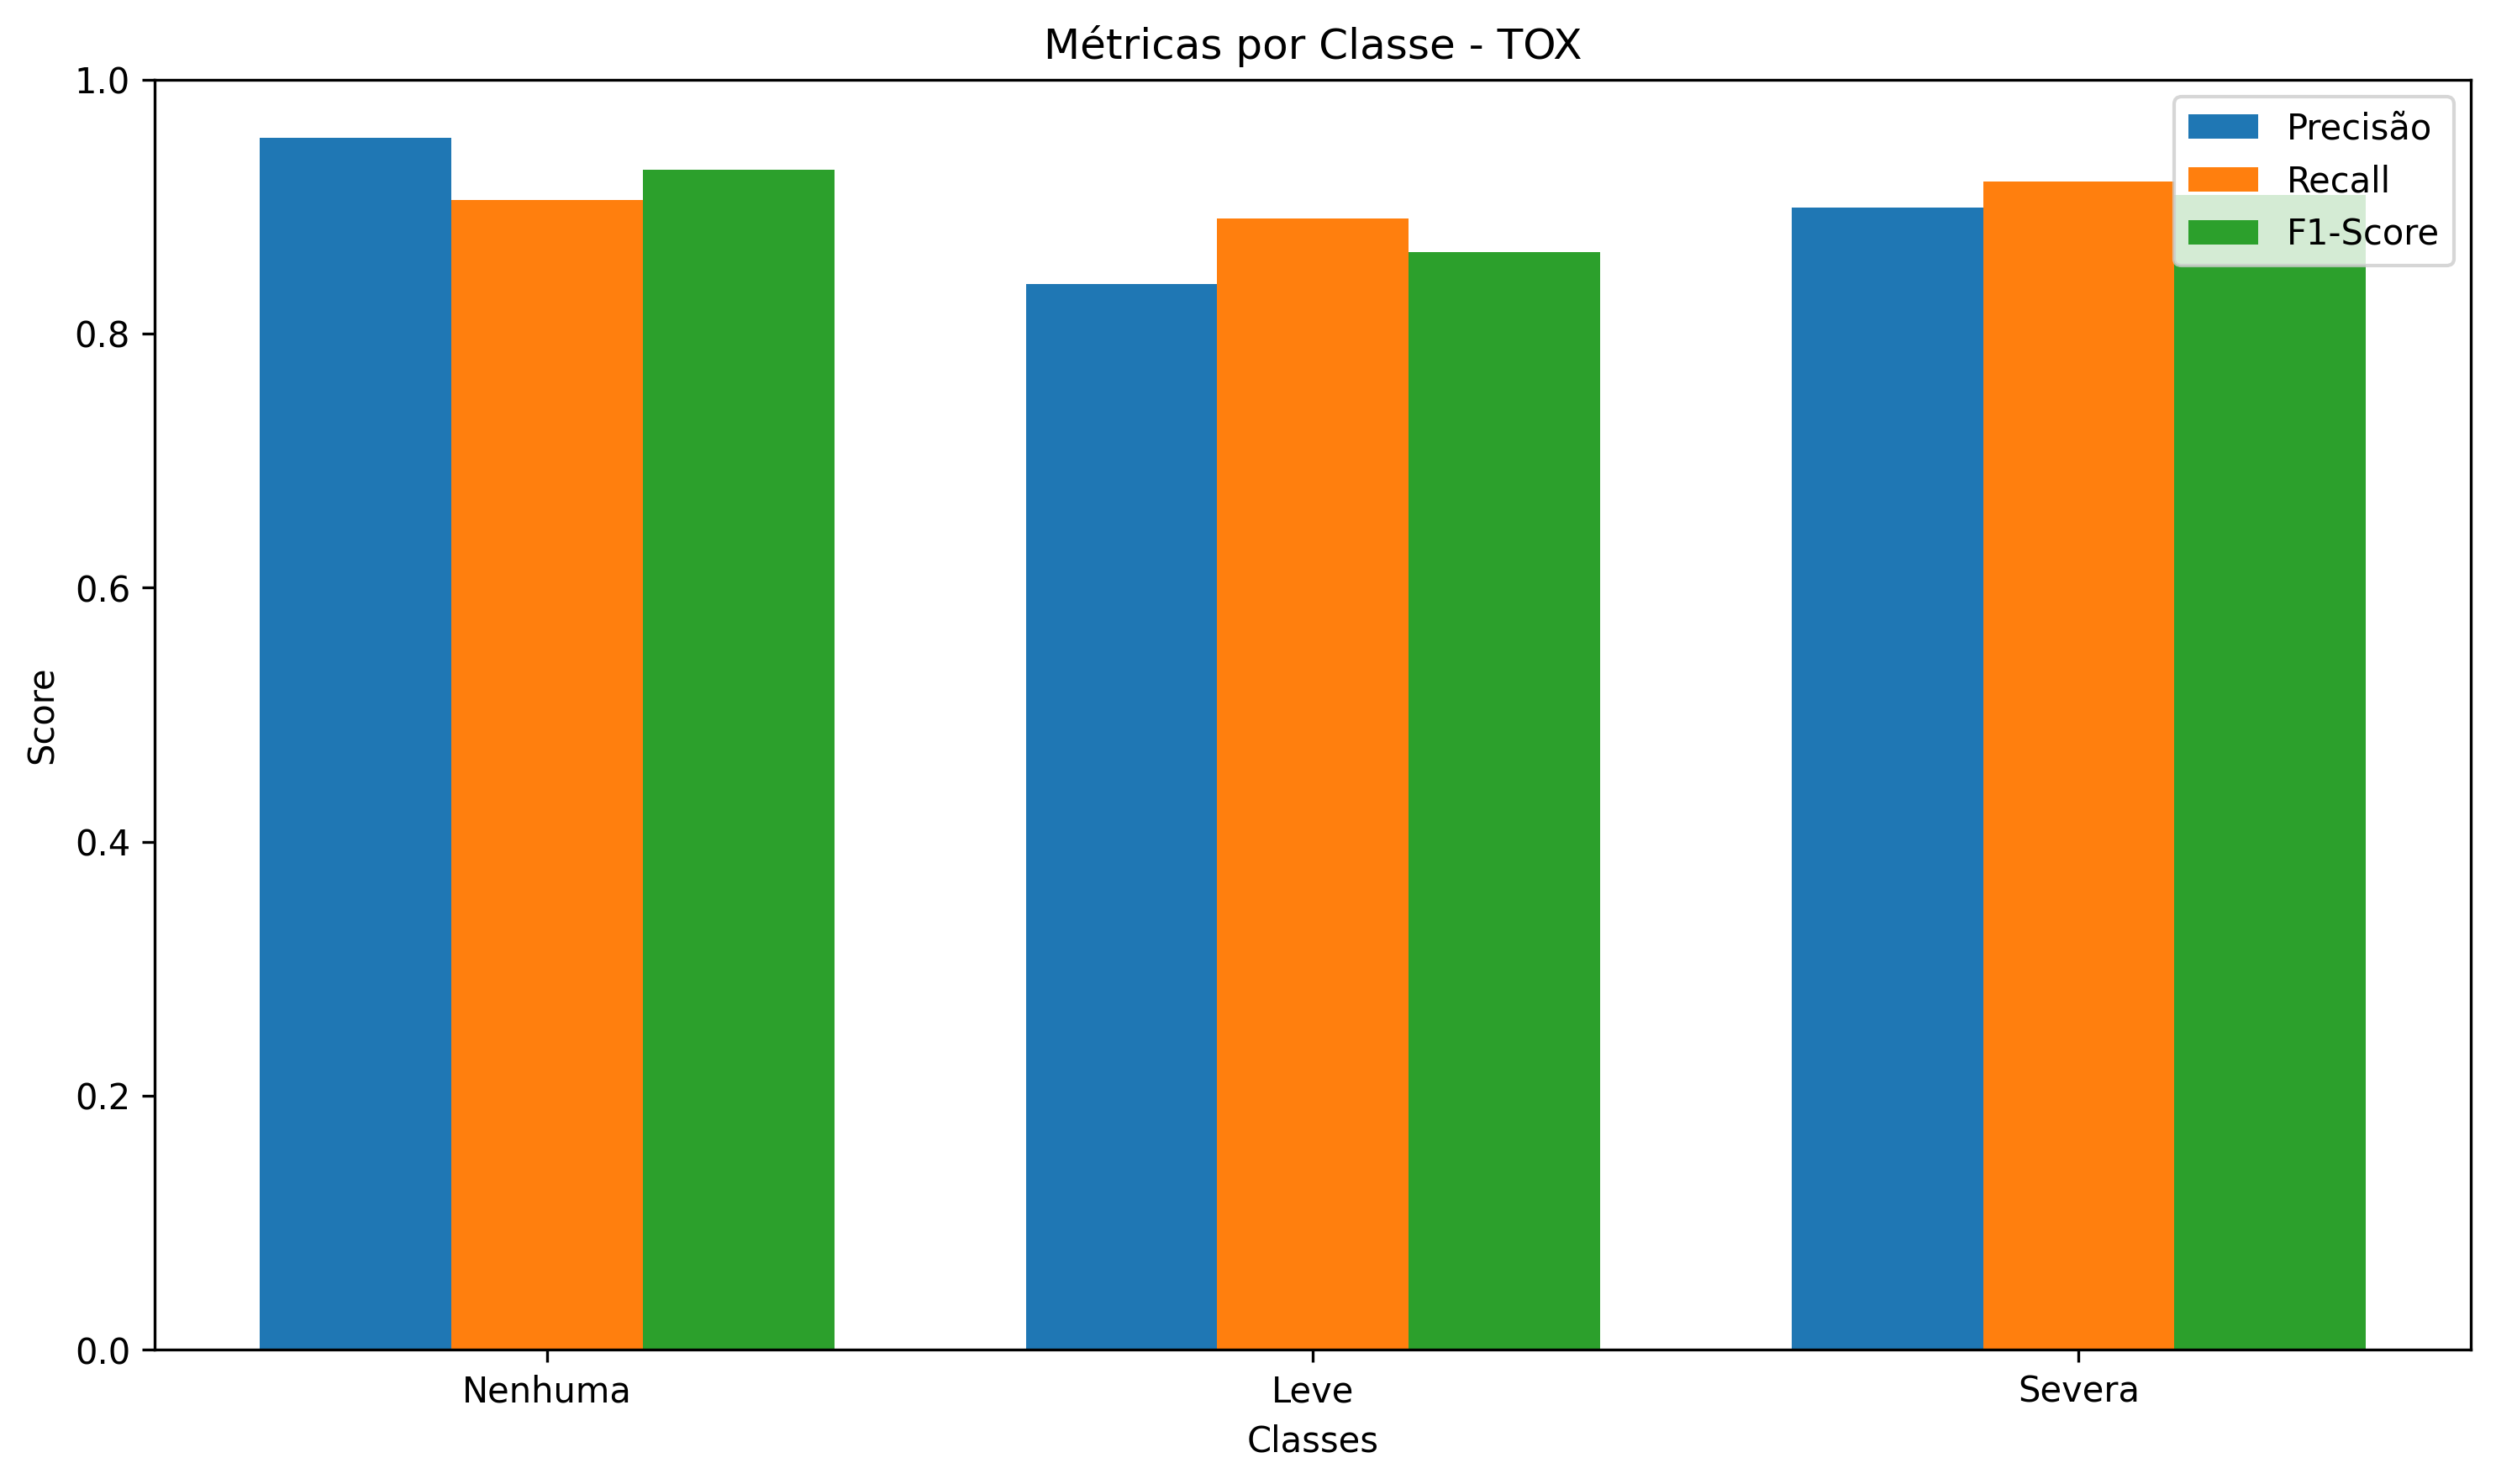 Métricas por Classe - TOX
1.0
0.8
0.6
0.4
0.2
0.0
Score
Precisão
Recall
F1-Score
Nenhuma
Leve
Severa
Classes